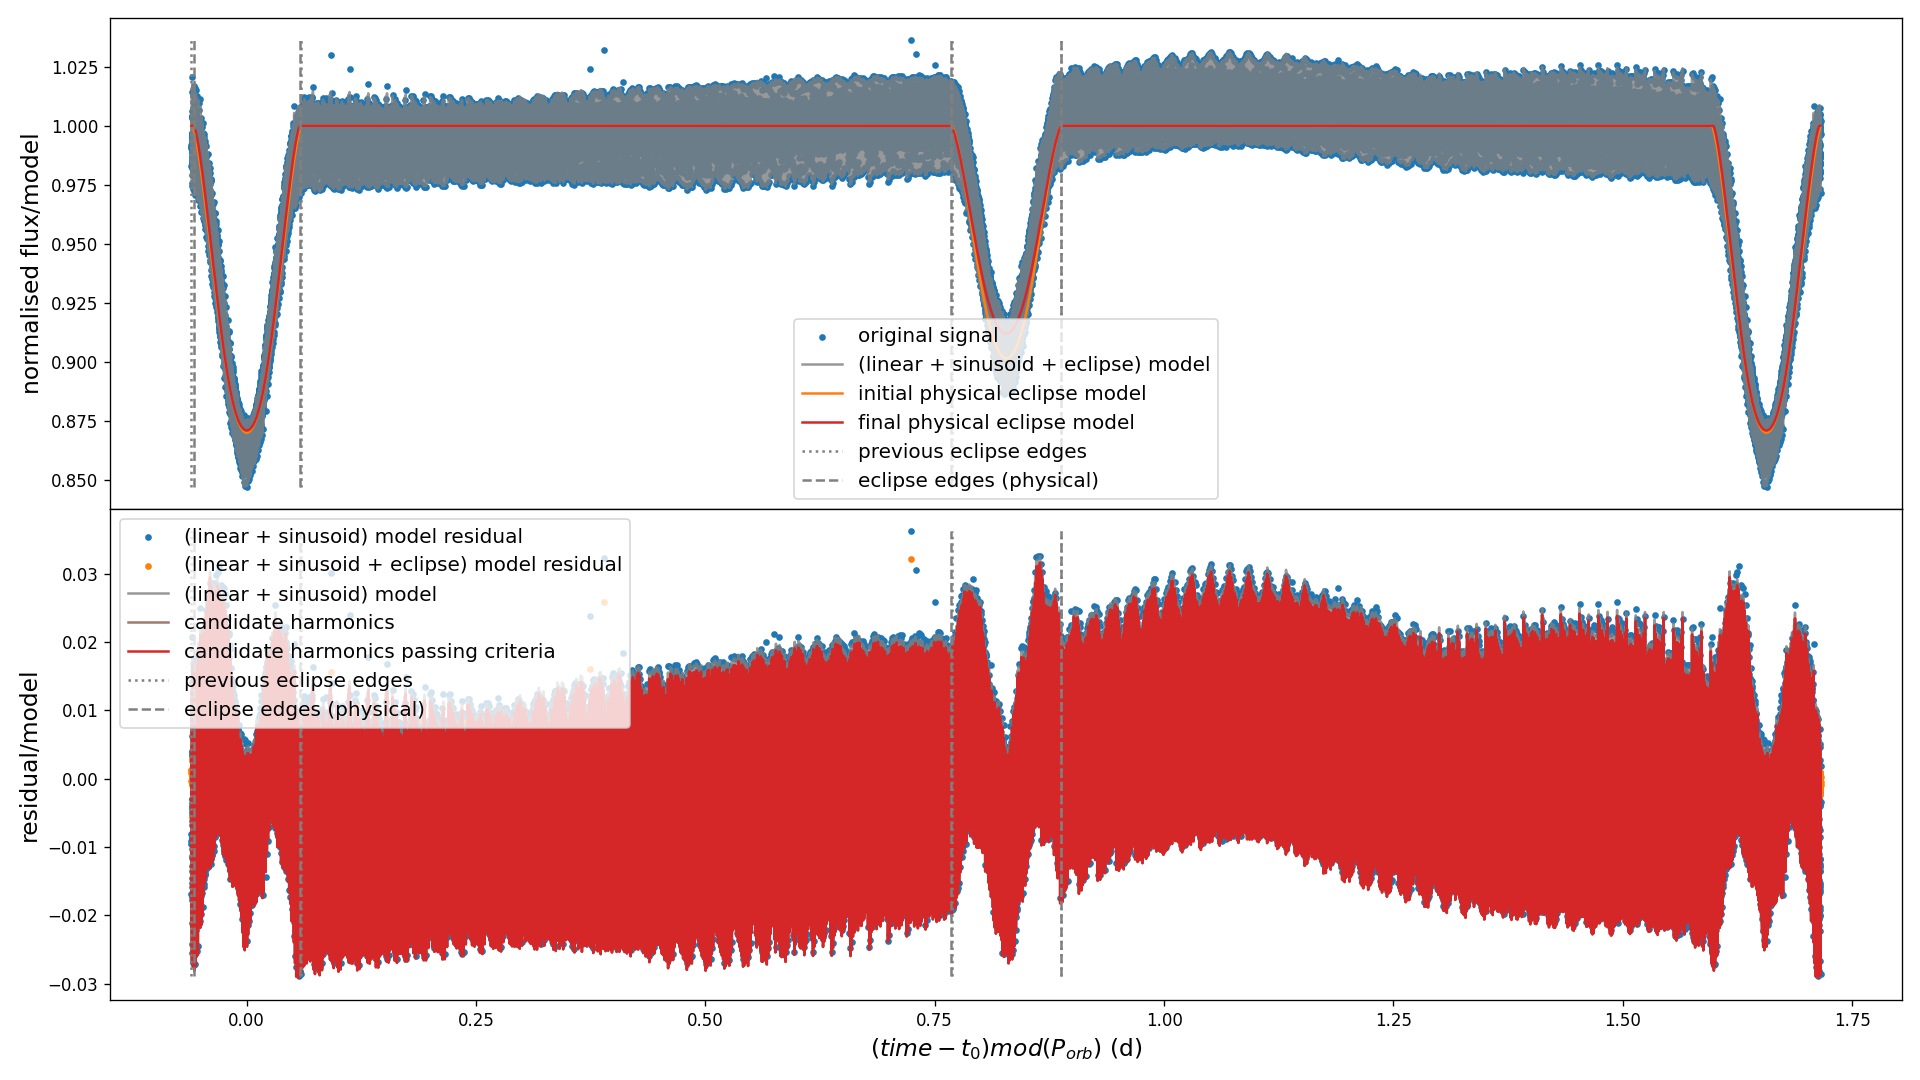 normalised flux/model
1.025
1.000
0.975
0.950
0.925
0.900
0.875
0.850
original signal
(linear + sinusoid + eclipse) model
initial physical eclipse model
final physical eclipse model
previous eclipse edges
eclipse edges (physical)
residual/model
0.03
0.02
0.01
0.00
−0.01
−0.02
−0.03
(linear + sinusoid) model residual
(linear + sinusoid + eclipse) model residual
(linear + sinusoid) model
candidate harmonics
candidate harmonics passing criteria
previous eclipse edges
eclipse edges (physical)
0.00 0.25 0.50 0.75 1.00 1.25 1.50 1.75
(time − t₀)mod(P_orb) (d)